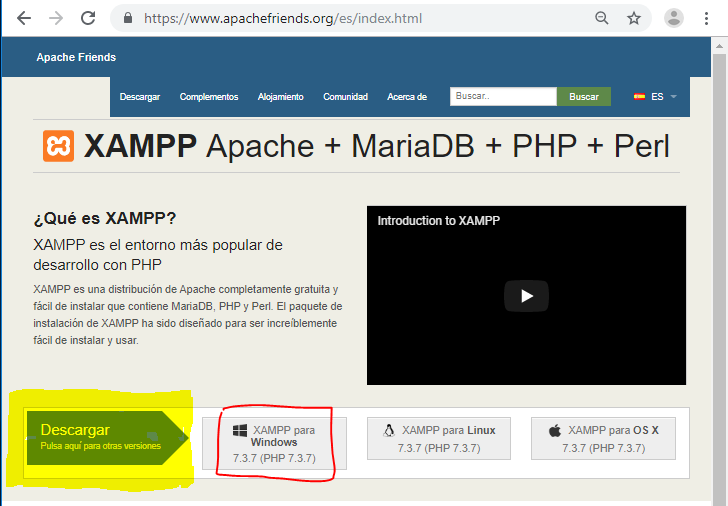 https://www.apachefriends.org/es/index.html
Apache Friends
Descargar Complementos Alojamiento Comunidad Acerca de Buscar.. Buscar ES
XAMPP Apache + MariaDB + PHP + Perl
¿Qué es XAMPP?
XAMPP es el entorno más popular de
desarrollo con PHP
XAMPP es una distribución de Apache completamente gratuita y
fácil de instalar que contiene MariaDB, PHP y Perl. El paquete de
instalación de XAMPP ha sido diseñado para ser increíblemente
fácil de instalar y usar.
Introduction to XAMPP
Descargar
Pulsa aquí para otras versiones
XAMPP para
Windows
7.3.7 (PHP 7.3.7)
XAMPP para Linux
7.3.7 (PHP 7.3.7)
XAMPP para OS X
7.3.7 (PHP 7.3.7)